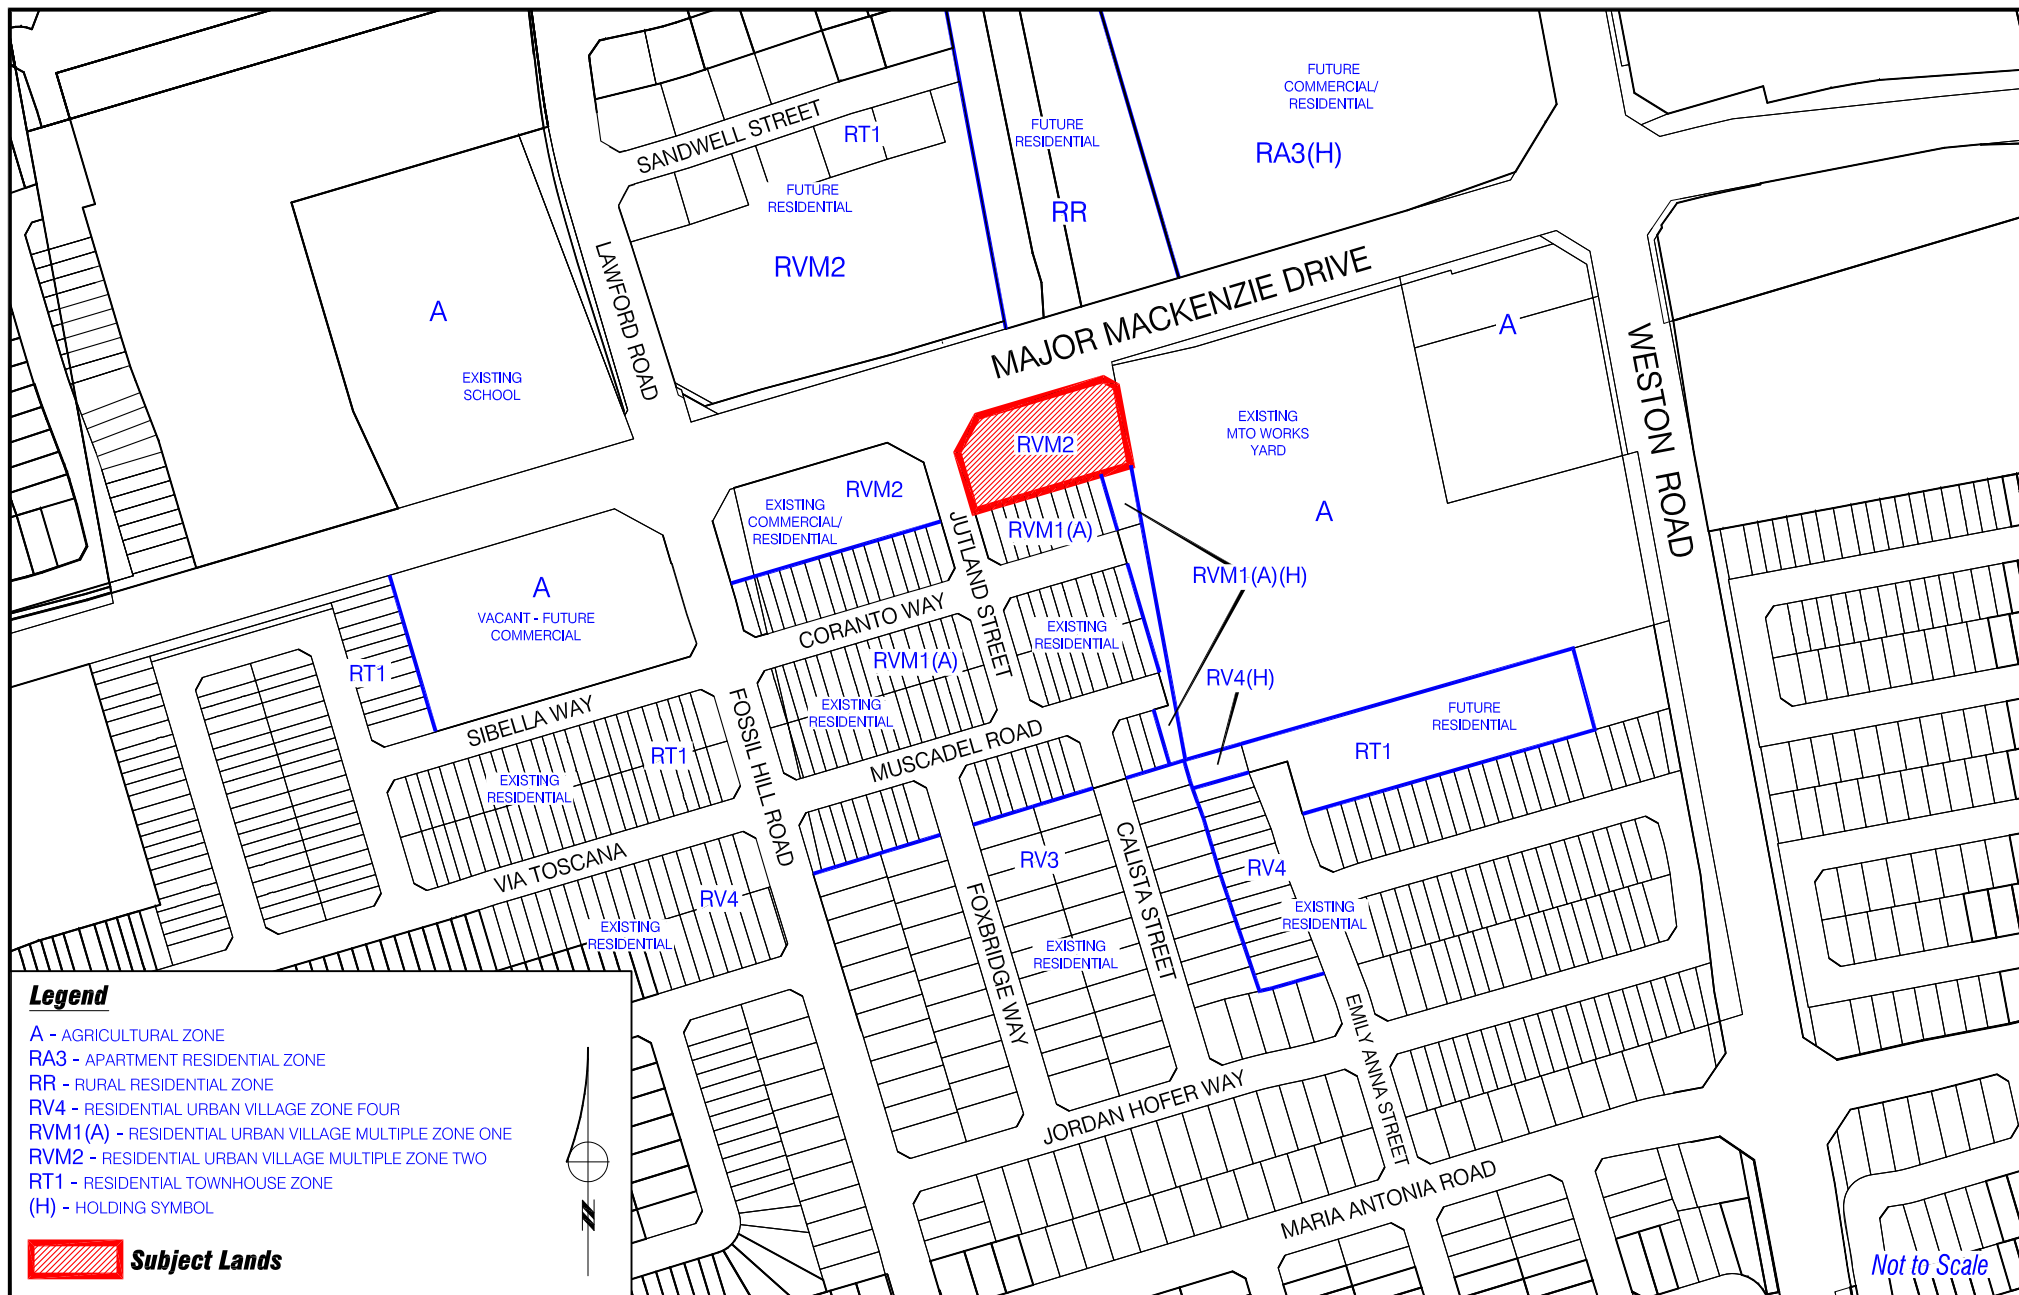 FUTURE
COMMERCIAL/
RESIDENTIAL
RA3(H)
FUTURE
RESIDENTIAL
RR
SANDWELL STREET
RT1
FUTURE
RESIDENTIAL
RVM2
LAWFORD ROAD
A
EXISTING
SCHOOL
MAJOR MACKENZIE DRIVE
A
WESTON ROAD
EXISTING
MTO WORKS
YARD
A
RVM2
RVM2
EXISTING
COMMERCIAL/
RESIDENTIAL
JUTLAND STREET
RVM1(A)
RVM1(A)(H)
A
VACANT - FUTURE
COMMERCIAL
CORANTO WAY
EXISTING
RESIDENTIAL
RVM1(A)
RT1
RV4(H)
SIBELLA WAY
FOSSIL HILL ROAD
EXISTING
RESIDENTIAL
FUTURE
RESIDENTIAL
RT1
MUSCADEL ROAD
RT1
EXISTING
RESIDENTIAL
VIA TOSCANA
RV3
CALISTA STREET
RV4
RV4
EXISTING
RESIDENTIAL
FOXBRIDGE WAY
EXISTING
RESIDENTIAL
EXISTING
RESIDENTIAL
EMILY ANNA STREET
JORDAN HOFER WAY
MARIA ANTONIA ROAD
Legend
A - AGRICULTURAL ZONE
RA3 - APARTMENT RESIDENTIAL ZONE
RR - RURAL RESIDENTIAL ZONE
RV4 - RESIDENTIAL URBAN VILLAGE ZONE FOUR
RVM1(A) - RESIDENTIAL URBAN VILLAGE MULTIPLE ZONE ONE
RVM2 - RESIDENTIAL URBAN VILLAGE MULTIPLE ZONE TWO
RT1 - RESIDENTIAL TOWNHOUSE ZONE
(H) - HOLDING SYMBOL
N
Subject Lands
Not to Scale